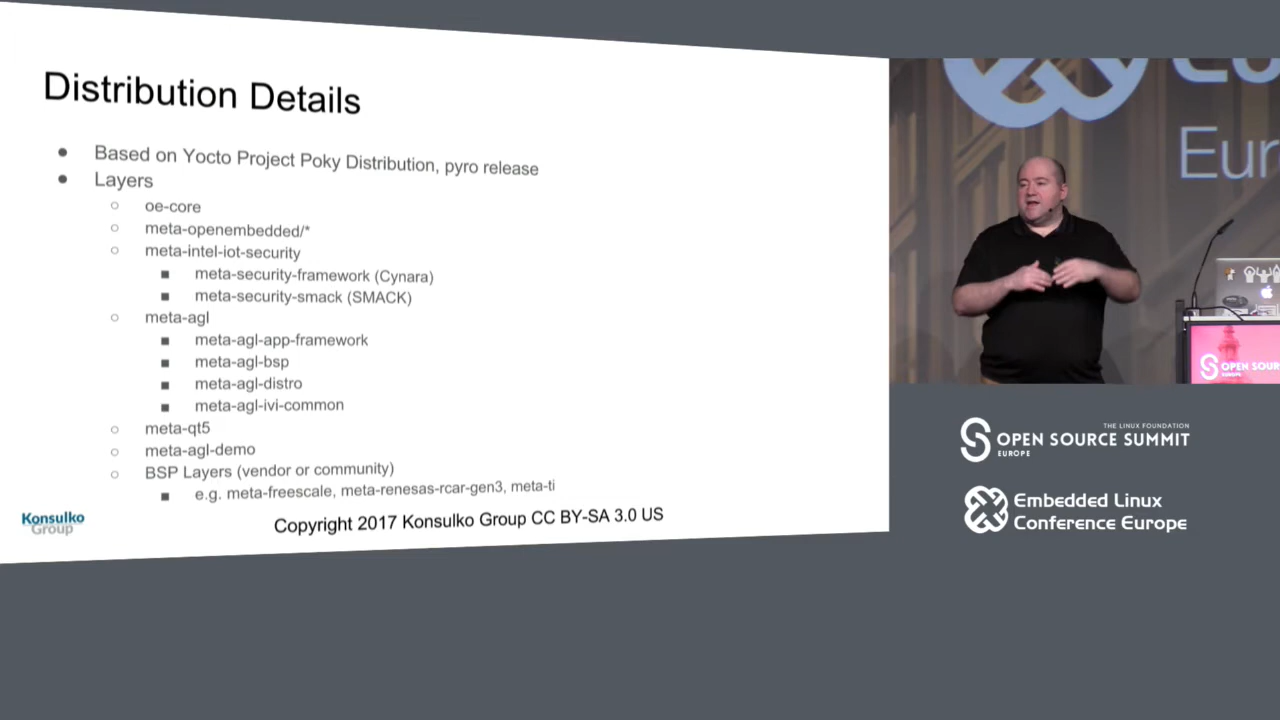 Distribution Details
Based on Yocto Project Poky Distribution, pyro release
Layers
oe-core
meta-openembedded/*
meta-intel-iot-security
meta-security-framework (Cynara)
meta-security-smack (SMACK)
meta-agl
meta-agl-app-framework
meta-agl-bsp
meta-agl-distro
meta-agl-ivi-common
meta-qt5
meta-agl-demo
BSP Layers (vendor or community)
e.g. meta-freescale, meta-renesas-rcar-gen3, meta-ti
Konsulko
Group
Copyright 2017 Konsulko Group CC BY-SA 3.0 US
Eur
OPEN SOUR
EUROPE
THE LINUX FOUNDATION
OPEN SOURCE SUMMIT
EUROPE
Embedded Linux
Conference Europe